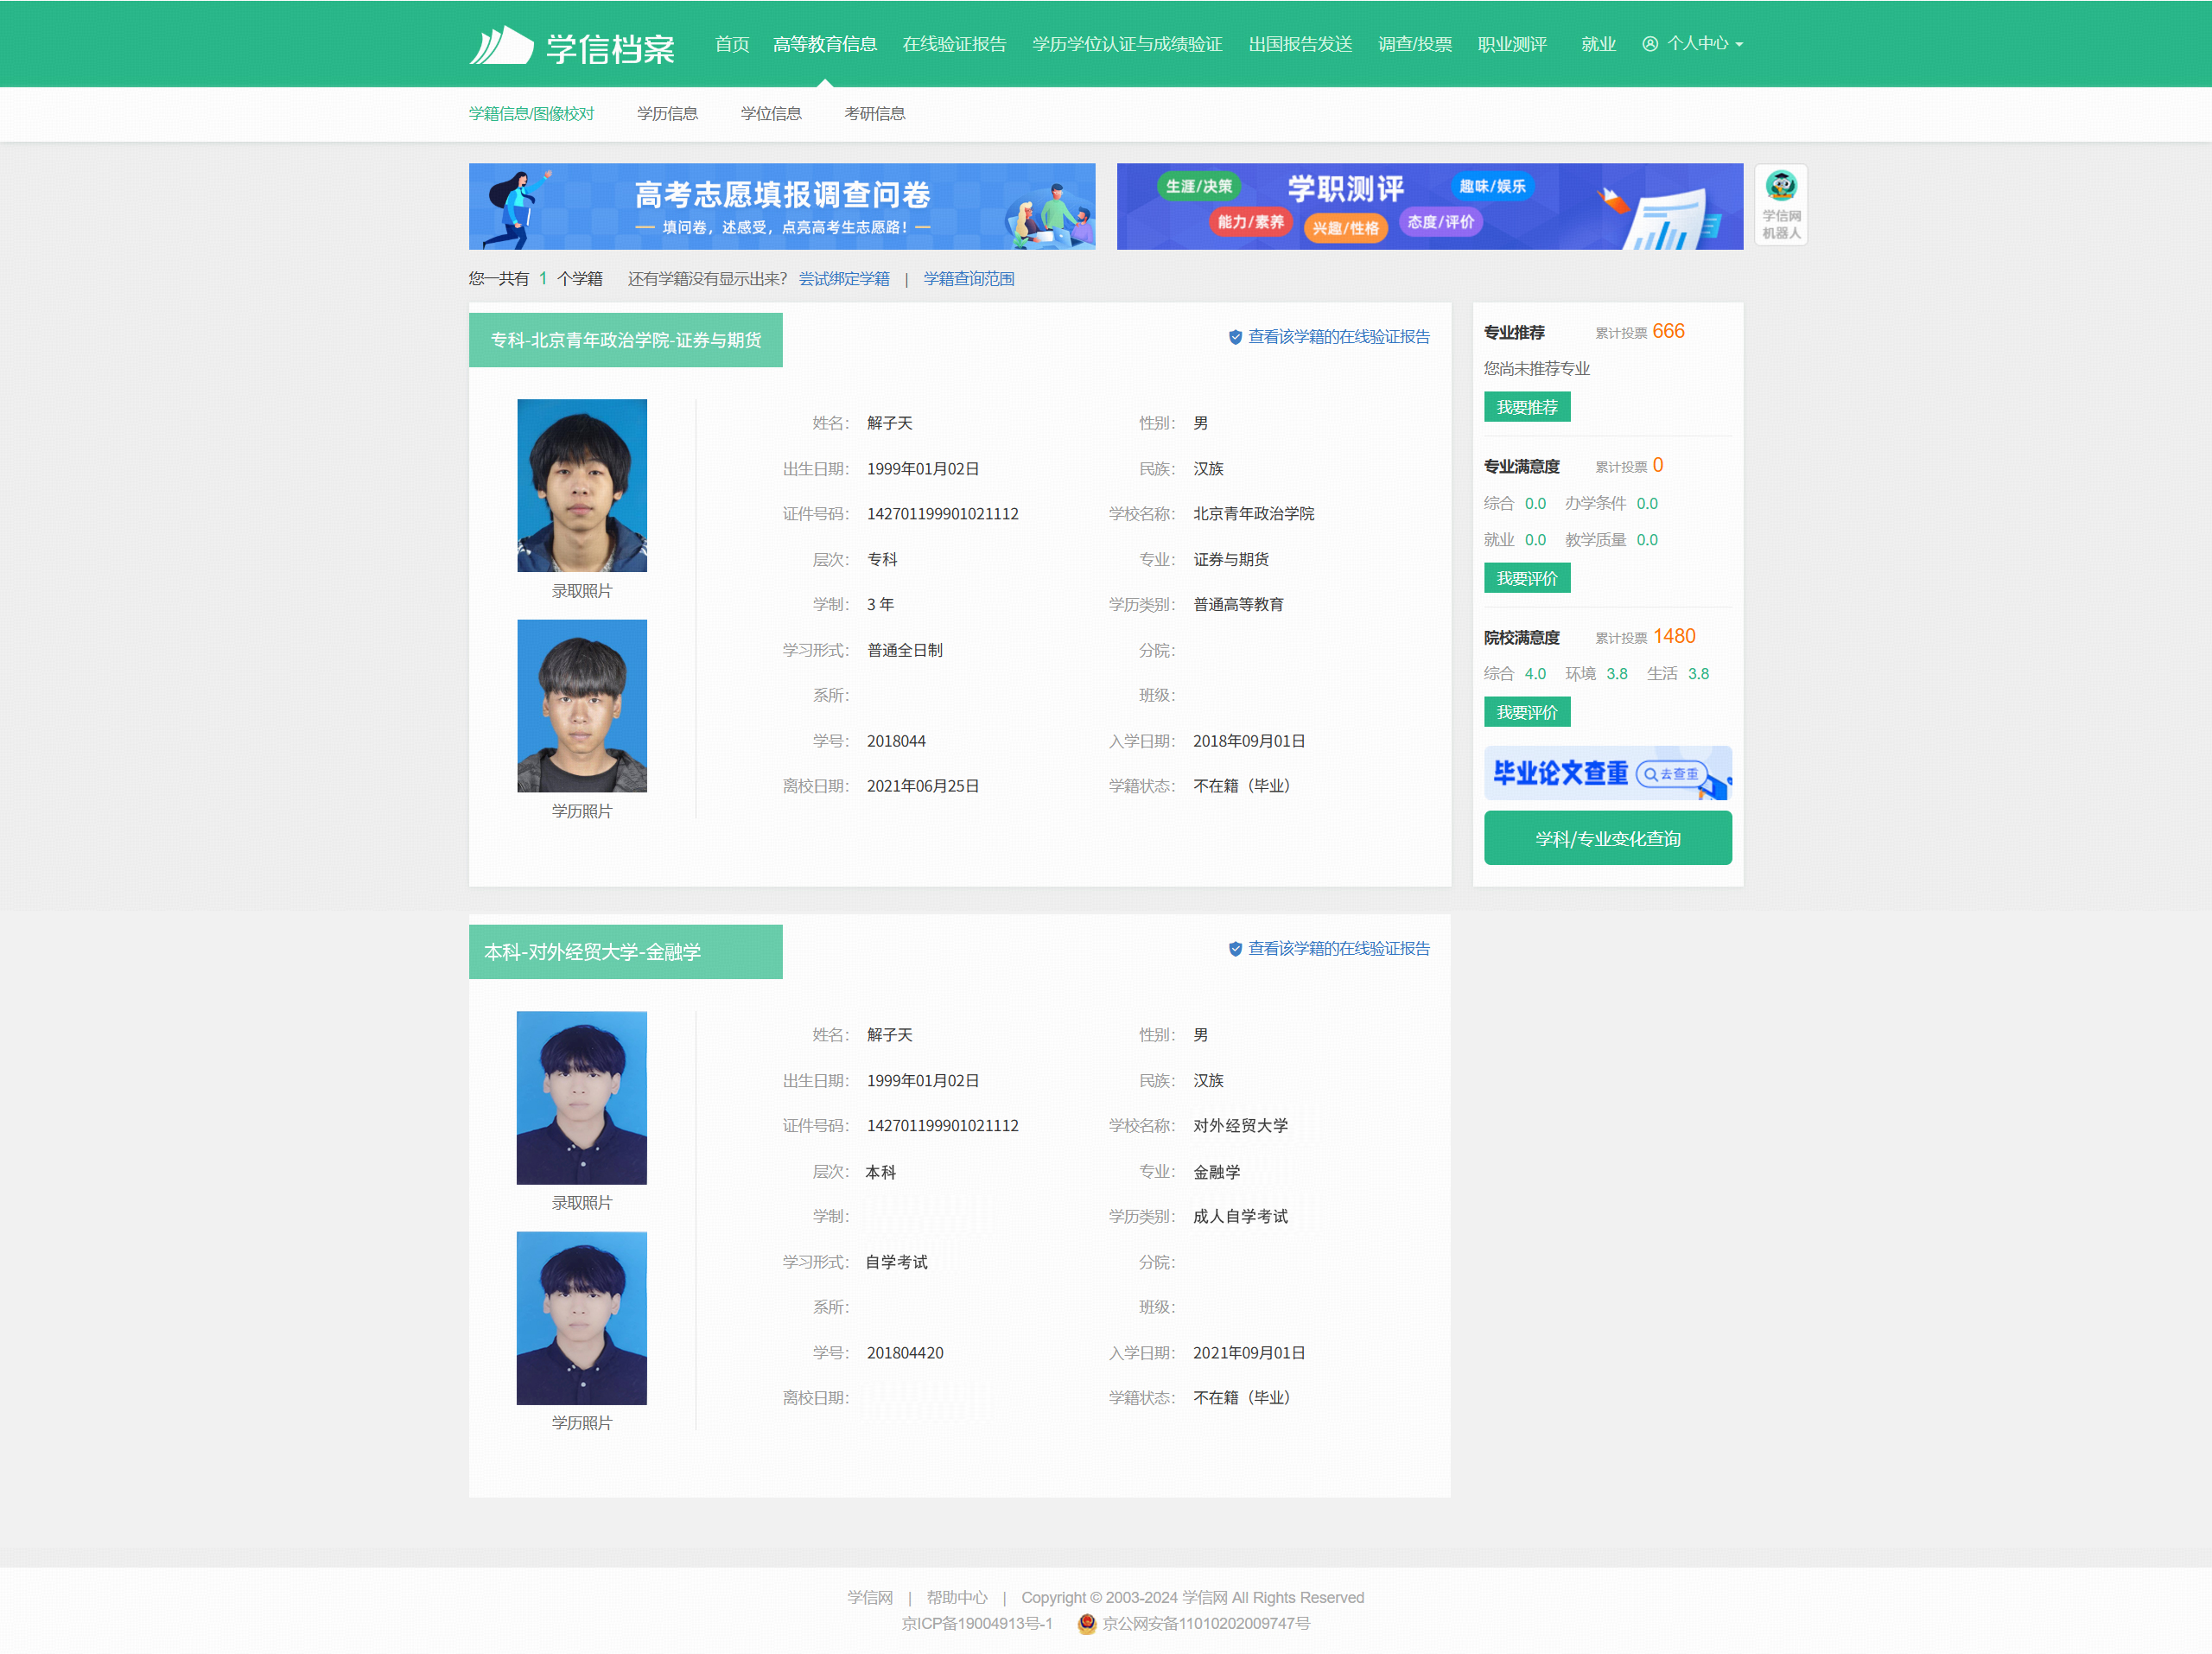 学信档案 首页 高等教育信息 在线验证报告 学历学位认证与成绩验证 出国报告发送 调查/投票 职业测评 就业 个人中心
学籍信息/图像校对 学历信息 学位信息 考研信息
高考志愿填报调查问卷
填问卷，述感受，点亮高考生志愿路！
生涯/决策 学职测评 趣味/娱乐
能力/素养 兴趣/性格 态度/评价
学信网
机器人
您一共有 1 个学籍 还有学籍没有显示出来？ 尝试绑定学籍 | 学籍查询范围
专科-北京青年政治学院-证券与期货
查看该学籍的在线验证报告
录取照片
学历照片
姓名： 解子天 性别： 男
出生日期： 1999年01月02日 民族： 汉族
证件号码： 142701199901021112 学校名称： 北京青年政治学院
层次： 专科 专业： 证券与期货
学制： 3 年 学历类别： 普通高等教育
学习形式： 普通全日制 分院：
系所： 班级：
学号： 2018044 入学日期： 2018年09月01日
离校日期： 2021年06月25日 学籍状态： 不在籍（毕业）
专业推荐 累计投票 666
您尚未推荐专业
我要推荐
专业满意度 累计投票 0
综合 0.0 办学条件 0.0
就业 0.0 教学质量 0.0
我要评价
院校满意度 累计投票 1480
综合 4.0 环境 3.8 生活 3.8
我要评价
毕业论文查重 去查重
学科/专业变化查询
本科-对外经贸大学-金融学
查看该学籍的在线验证报告
录取照片
学历照片
姓名： 解子天 性别： 男
出生日期： 1999年01月02日 民族： 汉族
证件号码： 142701199901021112 学校名称： 对外经贸大学
层次： 本科 专业： 金融学
学制： 学历类别： 成人自学考试
学习形式： 自学考试 分院：
系所： 班级：
学号： 201804420 入学日期： 2021年09月01日
离校日期： 学籍状态： 不在籍（毕业）
学信网 | 帮助中心 | Copyright © 2003-2024 学信网 All Rights Reserved
京ICP备19004913号-1 京公网安备11010202009747号